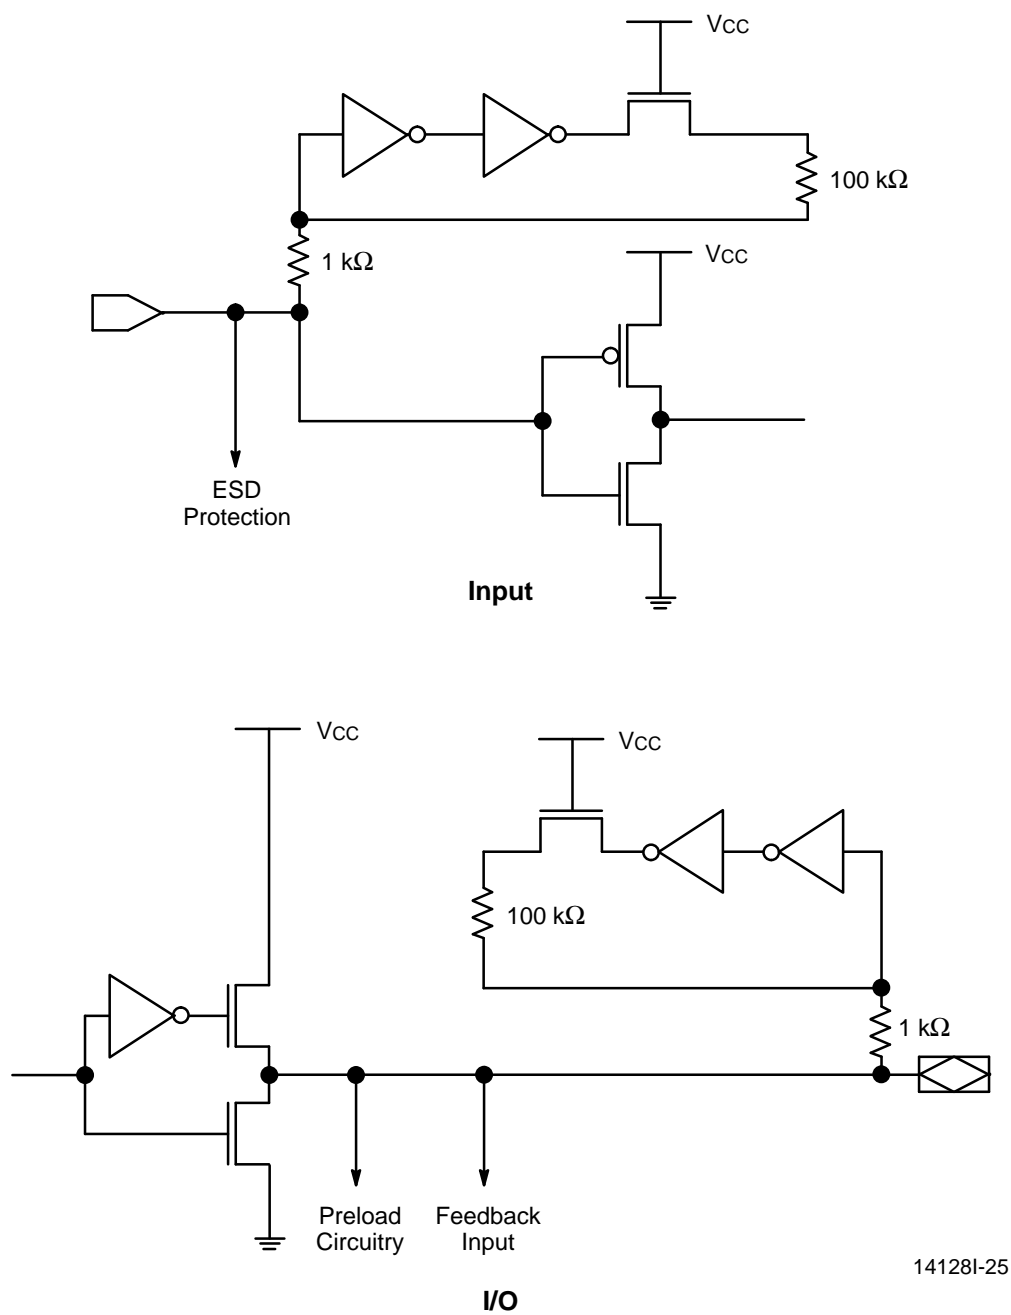 VCC
100 kΩ
1 kΩ
VCC
ESD
Protection
Input
VCC
VCC
100 kΩ
1 kΩ
Preload
Circuitry
Feedback
Input
14128I-25
I/O